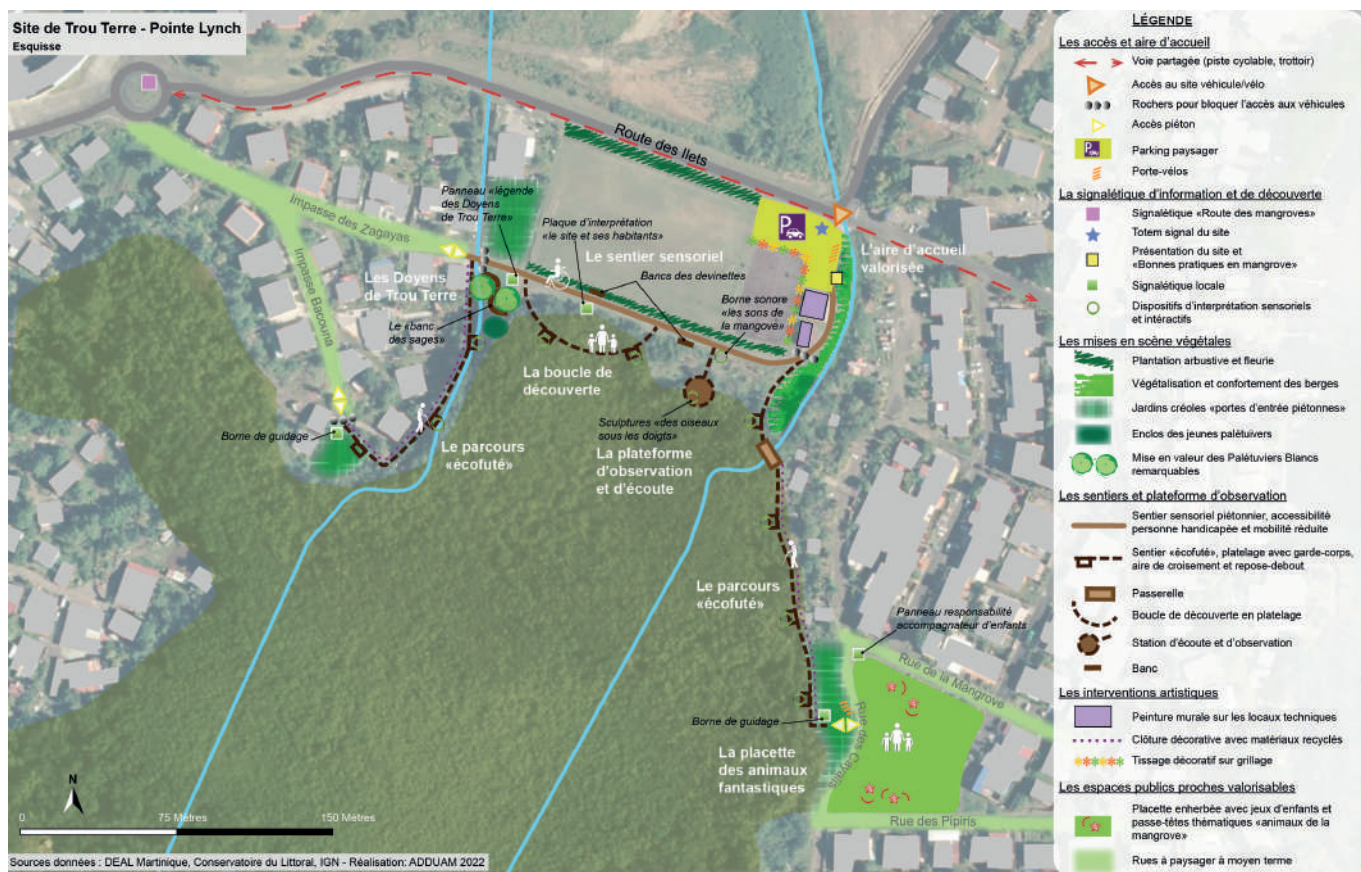 Site de Trou Terre - Pointe Lynch
Esquisse
Route des Ilets
Impasse des Zagayas
Impasse Bacouna
Panneau «légende
des Doyens
de Trou Terre»
Plaque d'interprétation
«le site et ses habitants»
Le sentier sensoriel
Bancs des devinettes
L'aire d'accueil
valorisée
Les Doyens
de Trou Terre
Le «banc
des sages»
Borne sonore
«les sons de
la mangove»
La boucle de
découverte
Sculptures «des oiseaux
sous les doigts»
La plateforme
d'observation
et d'écoute
Borne de guidage
Le parcours
«écofuté»
Le parcours
«écofuté»
Panneau responsabilité
accompagnateur d'enfants
Rue de la Mangrove
Rue des Cayalis
Borne de guidage
La placette
des animaux
fantastiques
Rue des Pipiris
N
0 75 Mètres 150 Mètres
Sources données : DEAL Martinique, Conservatoire du Littoral, IGN - Réalisation: ADDUAM 2022
LÉGENDE
Les accès et aire d'accueil
Voie partagée (piste cyclable, trottoir)
Accès au site véhicule/vélo
Rochers pour bloquer l'accès aux véhicules
Accès piéton
Parking paysager
Porte-vélos
La signalétique d'information et de découverte
Signalétique «Route des mangroves»
Totem signal du site
Présentation du site et
«Bonnes pratiques en mangrove»
Signalétique locale
Dispositifs d'interprétation sensoriels
et intéractifs
Les mises en scène végétales
Plantation arbustive et fleurie
Végétalisation et confortement des berges
Jardins créoles «portes d'entrée piétonnes»
Enclos des jeunes palétuiviers
Mise en valeur des Palétuviers Blancs
remarquables
Les sentiers et plateforme d'observation
Sentier sensoriel piétonnier, accessibilité
personne handicapée et mobilité réduite
Sentier «écofuté», platelage avec garde-corps,
aire de croisement et repose-debout
Passerelle
Boucle de découverte en platelage
Station d'écoute et d'observation
Banc
Les interventions artistiques
Peinture murale sur les locaux techniques
Clôture décorative avec matériaux recyclés
Tissage décoratif sur grillage
Les espaces publics proches valorisables
Placette enherbée avec jeux d'enfants et
passe-têtes thématiques «animaux de la
mangrove»
Rues à paysager à moyen terme